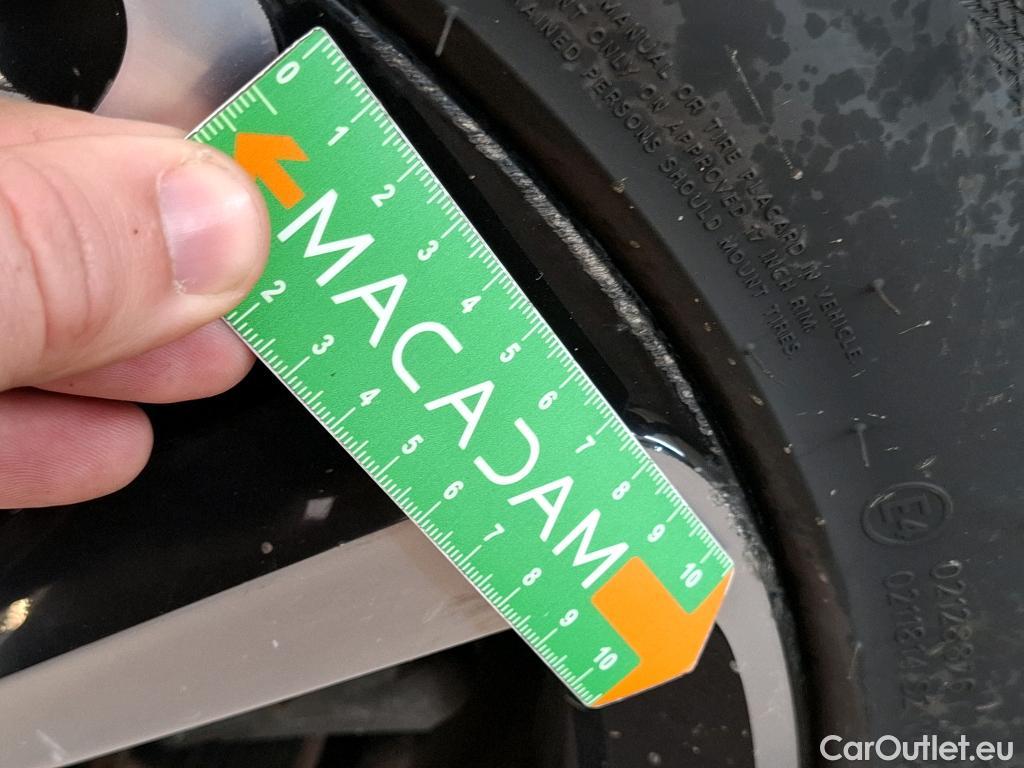 MANUAL OR TIRE PLACARD IN VEHICLE
ONLY ON APPROVED 17 INCH RIM.
PERSONS SHOULD MOUNT TIRES.
0 1 2 3 4 5 6 7 8 9 10
MACADAM
2 3 4 5 6 7 8 9 10
E4
CarOutlet.eu